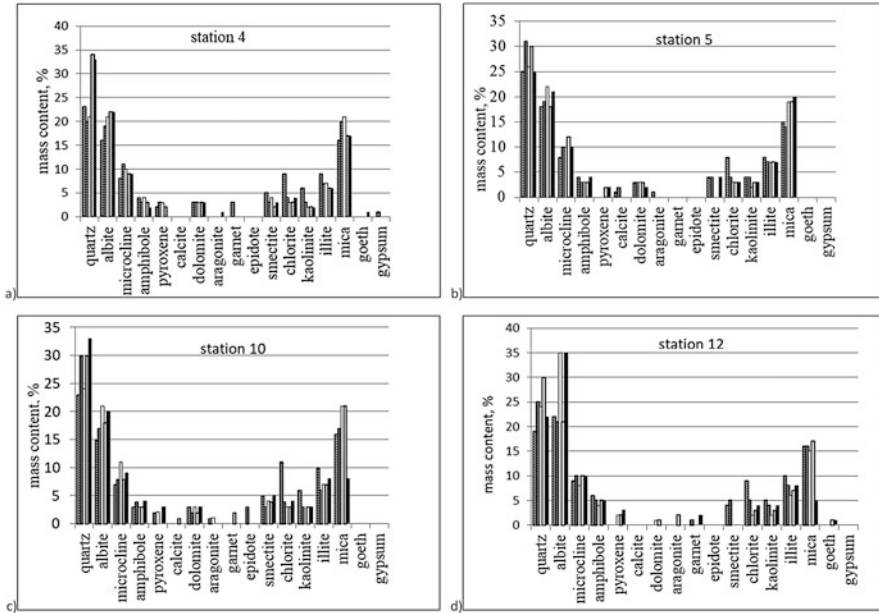 station 4
mass content, %
40
35
30
25
20
15
10
5
0
quartz
albite
microcline
amphibole
pyroxene
calcite
dolomite
aragonite
garnet
epidote
smectite
chlorite
kaolinite
illite
mica
goeth
gypsum
a)
station 5
mass content, %
35
30
25
20
15
10
5
0
quartz
albite
microcline
amphibole
pyroxene
calcite
dolomite
aragonite
garnet
epidote
smectite
chlorite
kaolinite
illite
mica
goeth
gypsum
b)
station 10
mass content. %
35
30
25
20
15
10
5
0
quartz
albite
microcline
amphibole
pyroxene
calcite
dolomite
aragonite
garnet
epidote
smectite
chlorite
kaolinite
illite
mica
goeth
gypsum
c)
station 12
mass content, %
40
35
30
25
20
15
10
5
0
quartz
albite
microcline
amphibole
pyroxene
calcite
dolomite
aragonite
garnet
epidote
smectite
chlorite
kaolinite
illite
mica
goeth
gypsum
d)